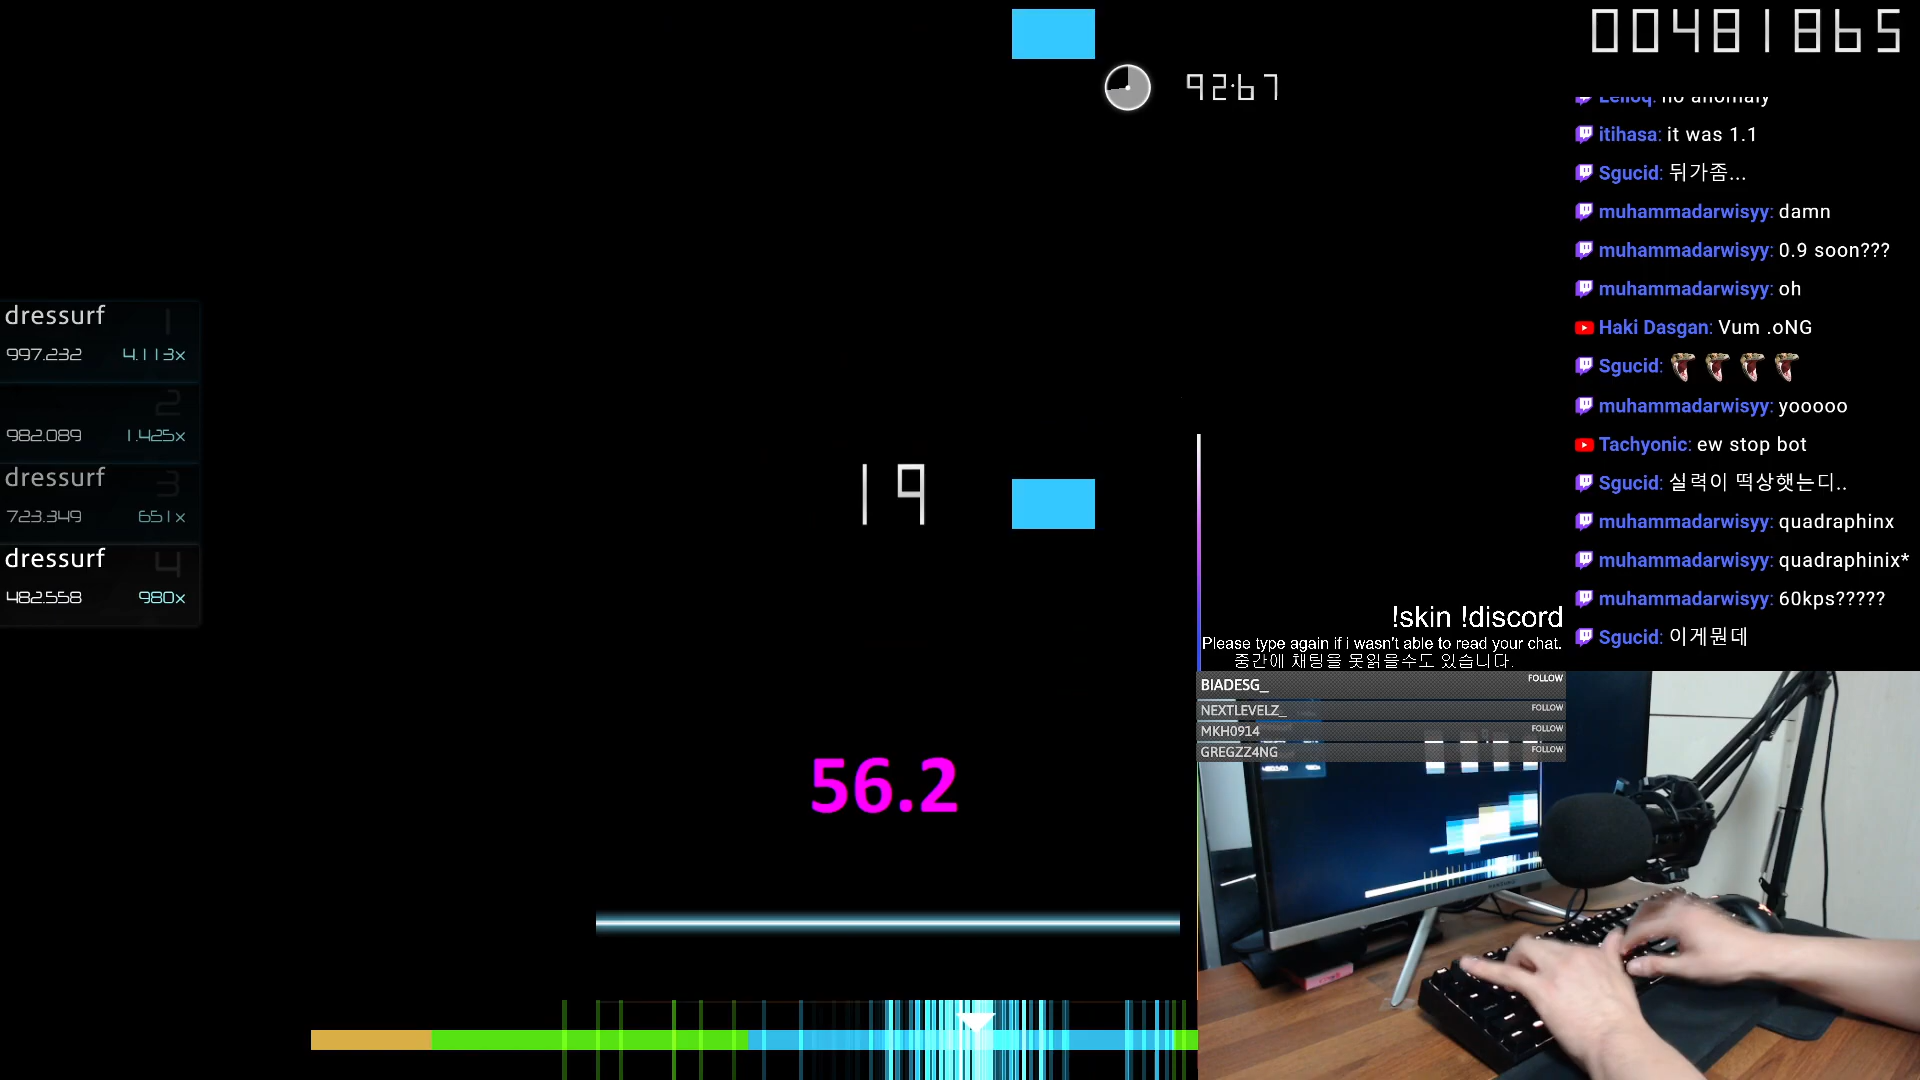 00481865
92.67
Lelloq: no anomaly
itihasa: it was 1.1
Sgucid: 뒤가좀...
muhammadarwisyy: damn
muhammadarwisyy: 0.9 soon???
muhammadarwisyy: oh
Haki Dasgan: Vum .oNG
Sgucid:
muhammadarwisyy: yooooo
Tachyonic: ew stop bot
Sgucid: 실력이 떡상햇는디..
muhammadarwisyy: quadraphinx
muhammadarwisyy: quadraphinix*
muhammadarwisyy: 60kps?????
Sgucid: 이게뭔데
dressurf 1
997.232 4.113x
2
982.089 1.425x
dressurf 3
723.349 651x
dressurf 4
482.558 980x
19
56.2
!skin !discord
Please type again if i wasn't able to read your chat.
중간에 채팅을 못읽을수도 있습니다.
BIADESG_ FOLLOW
NEXTLEVELZ_ FOLLOW
MKH0914 FOLLOW
GREGZZ4NG FOLLOW